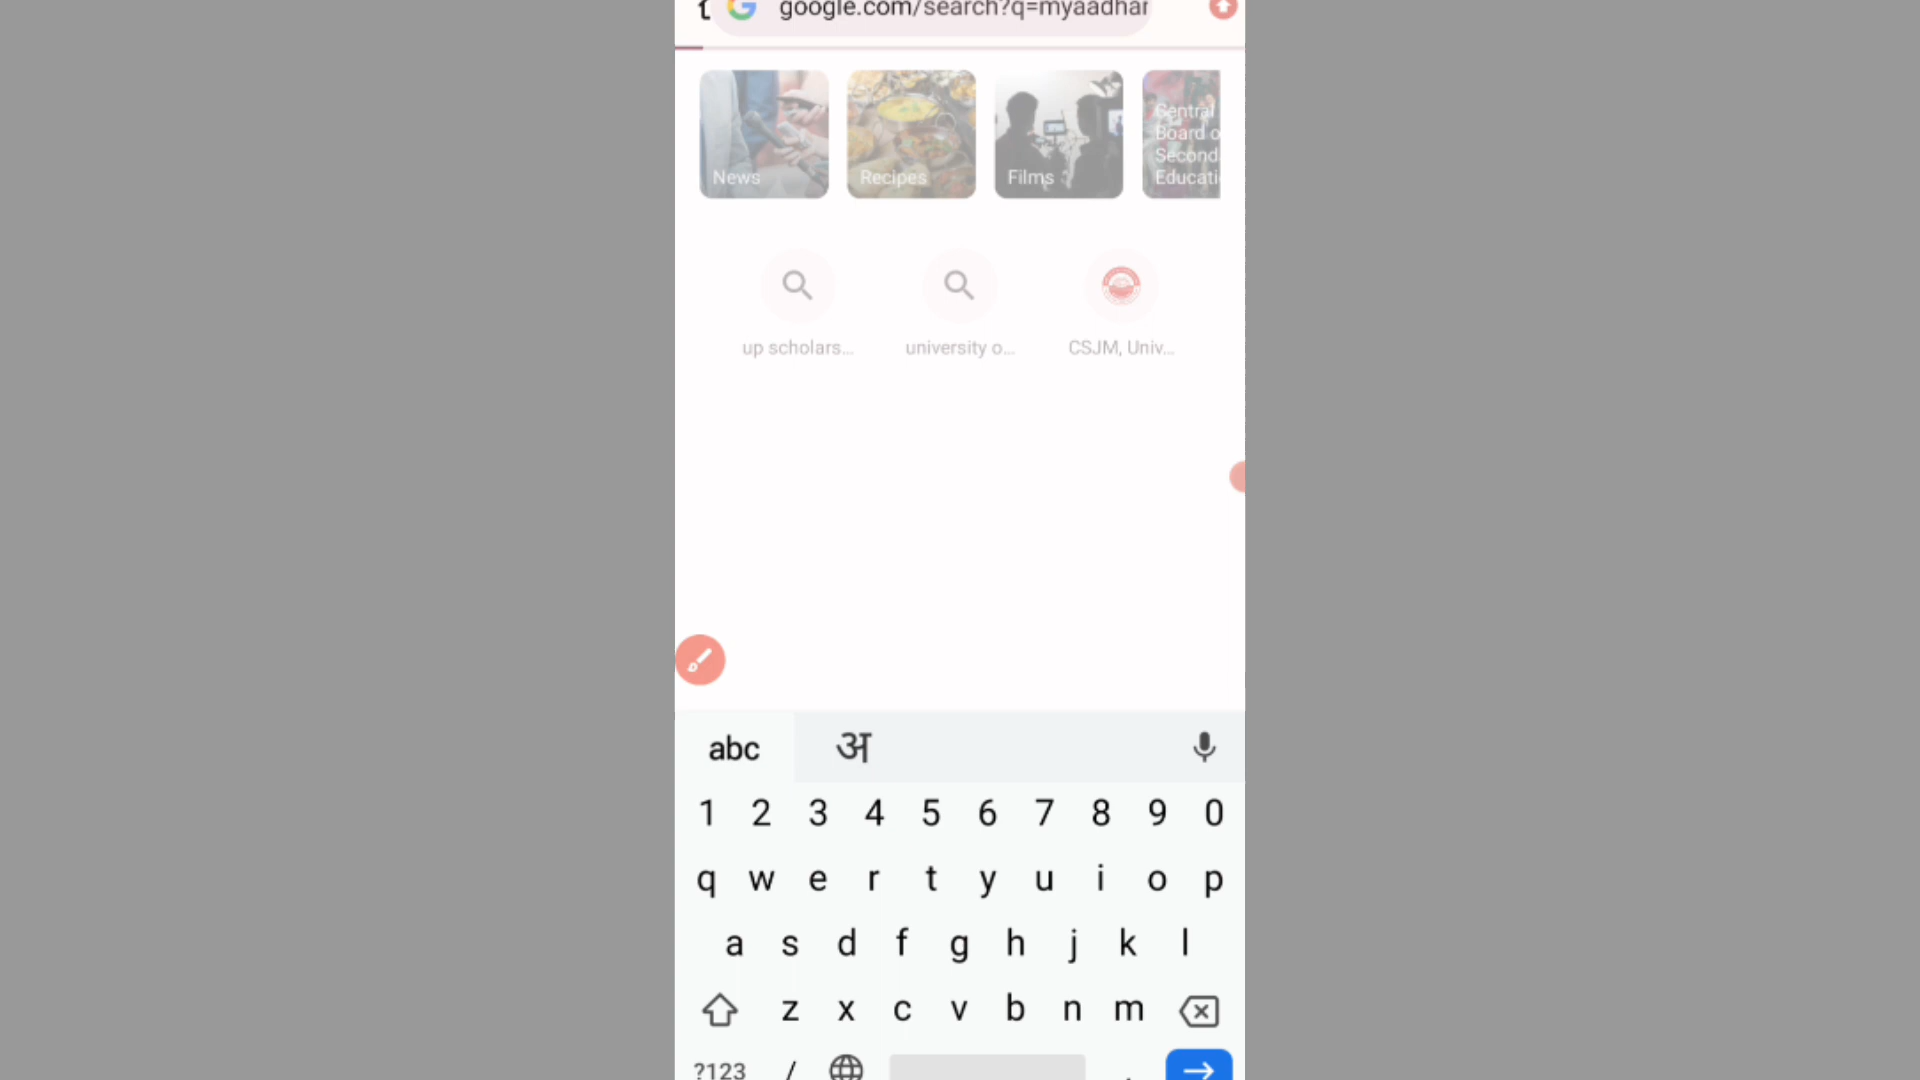 google.com/search?q=myaadhar
News
Recipes
Films
Central
Board o
Second
Educati
up scholars...
university o...
CSJM, Univ...
abc
अ
1 2 3 4 5 6 7 8 9 0
q w e r t y u i o p
a s d f g h j k l
z x c v b n m
?123 / .